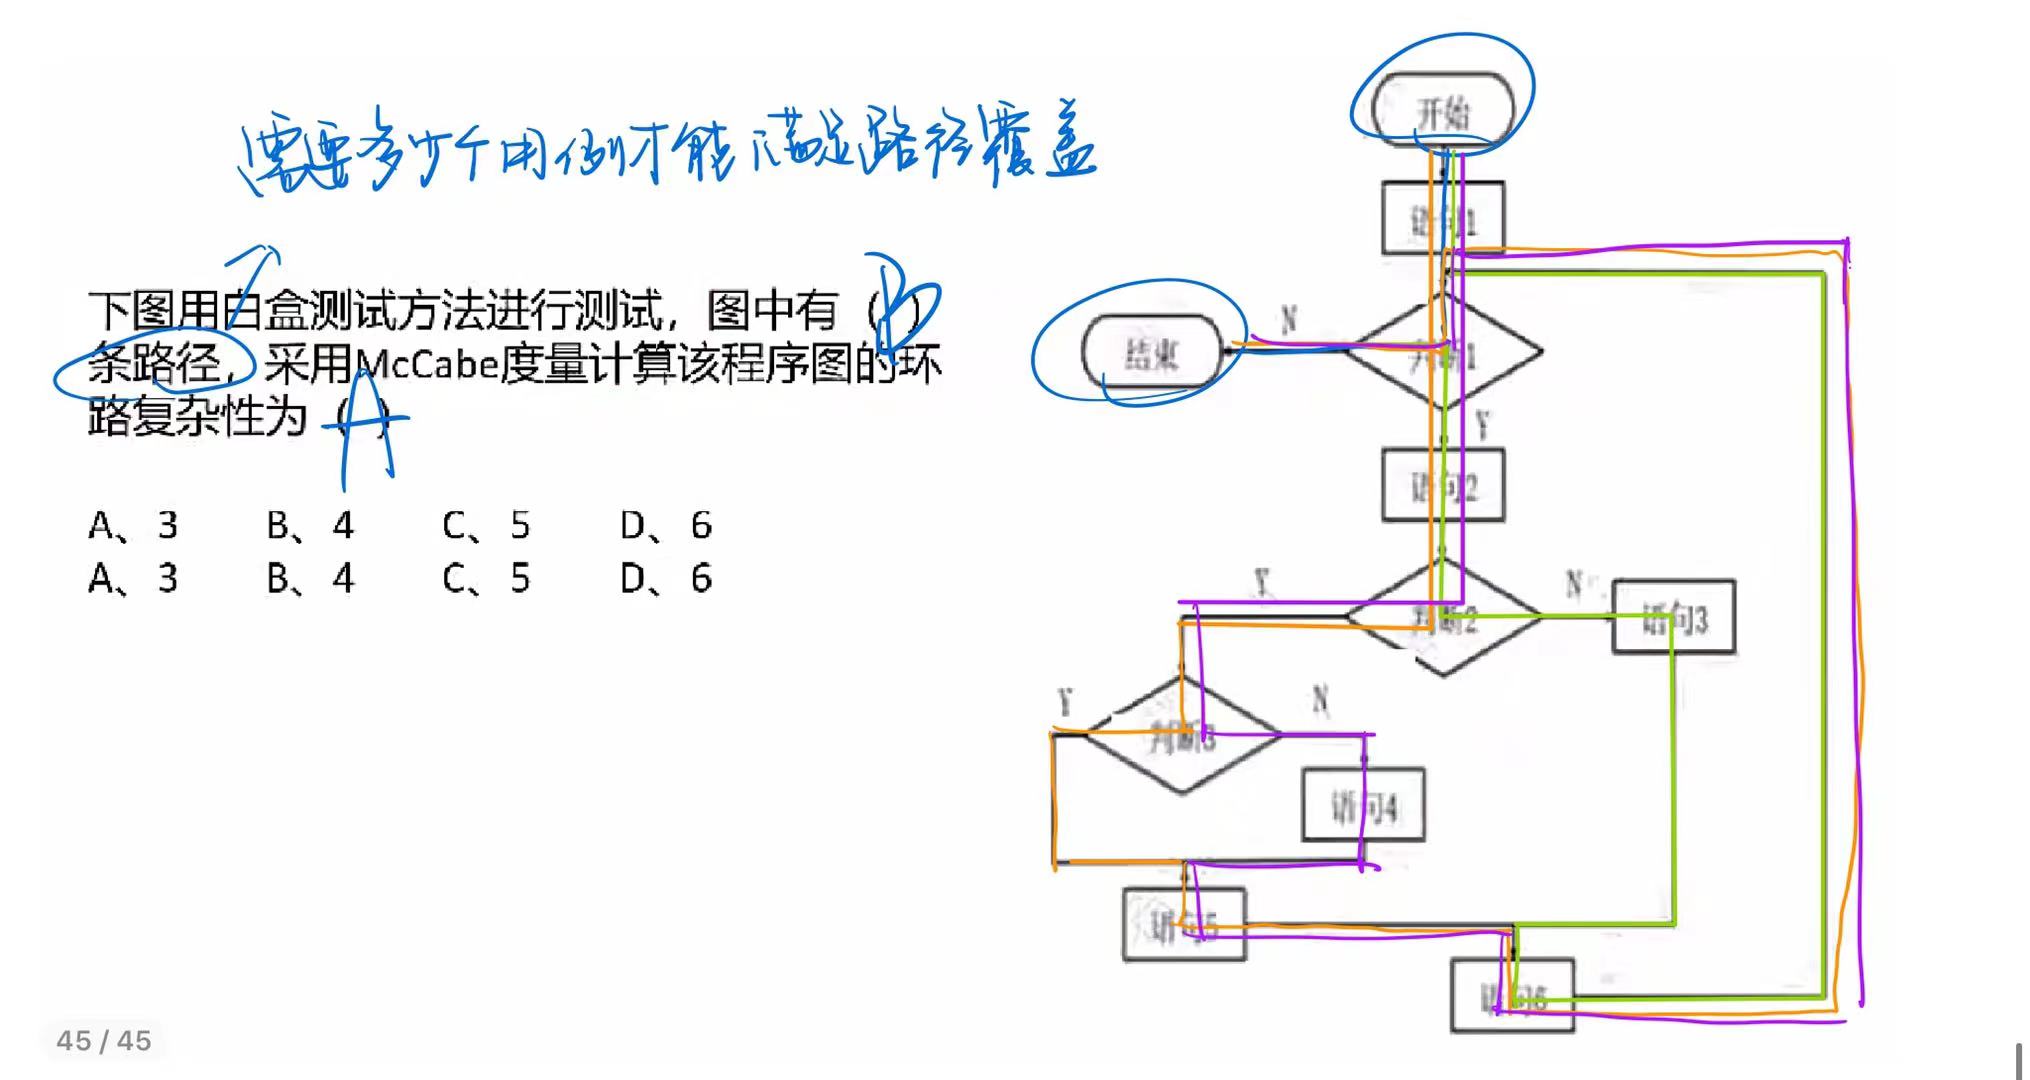 需要多少个用例才能满足路径覆盖
下图用白盒测试方法进行测试，图中有（B）
条路径，采用McCabe度量计算该程序图的环
路复杂性为（A）
A、3 B、4 C、5 D、6
A、3 B、4 C、5 D、6
开始
语句1
N
结束
判断1
Y
语句2
Y
N
判断2
语句3
Y
N
判断3
语句4
语句5
语句6
45 / 45